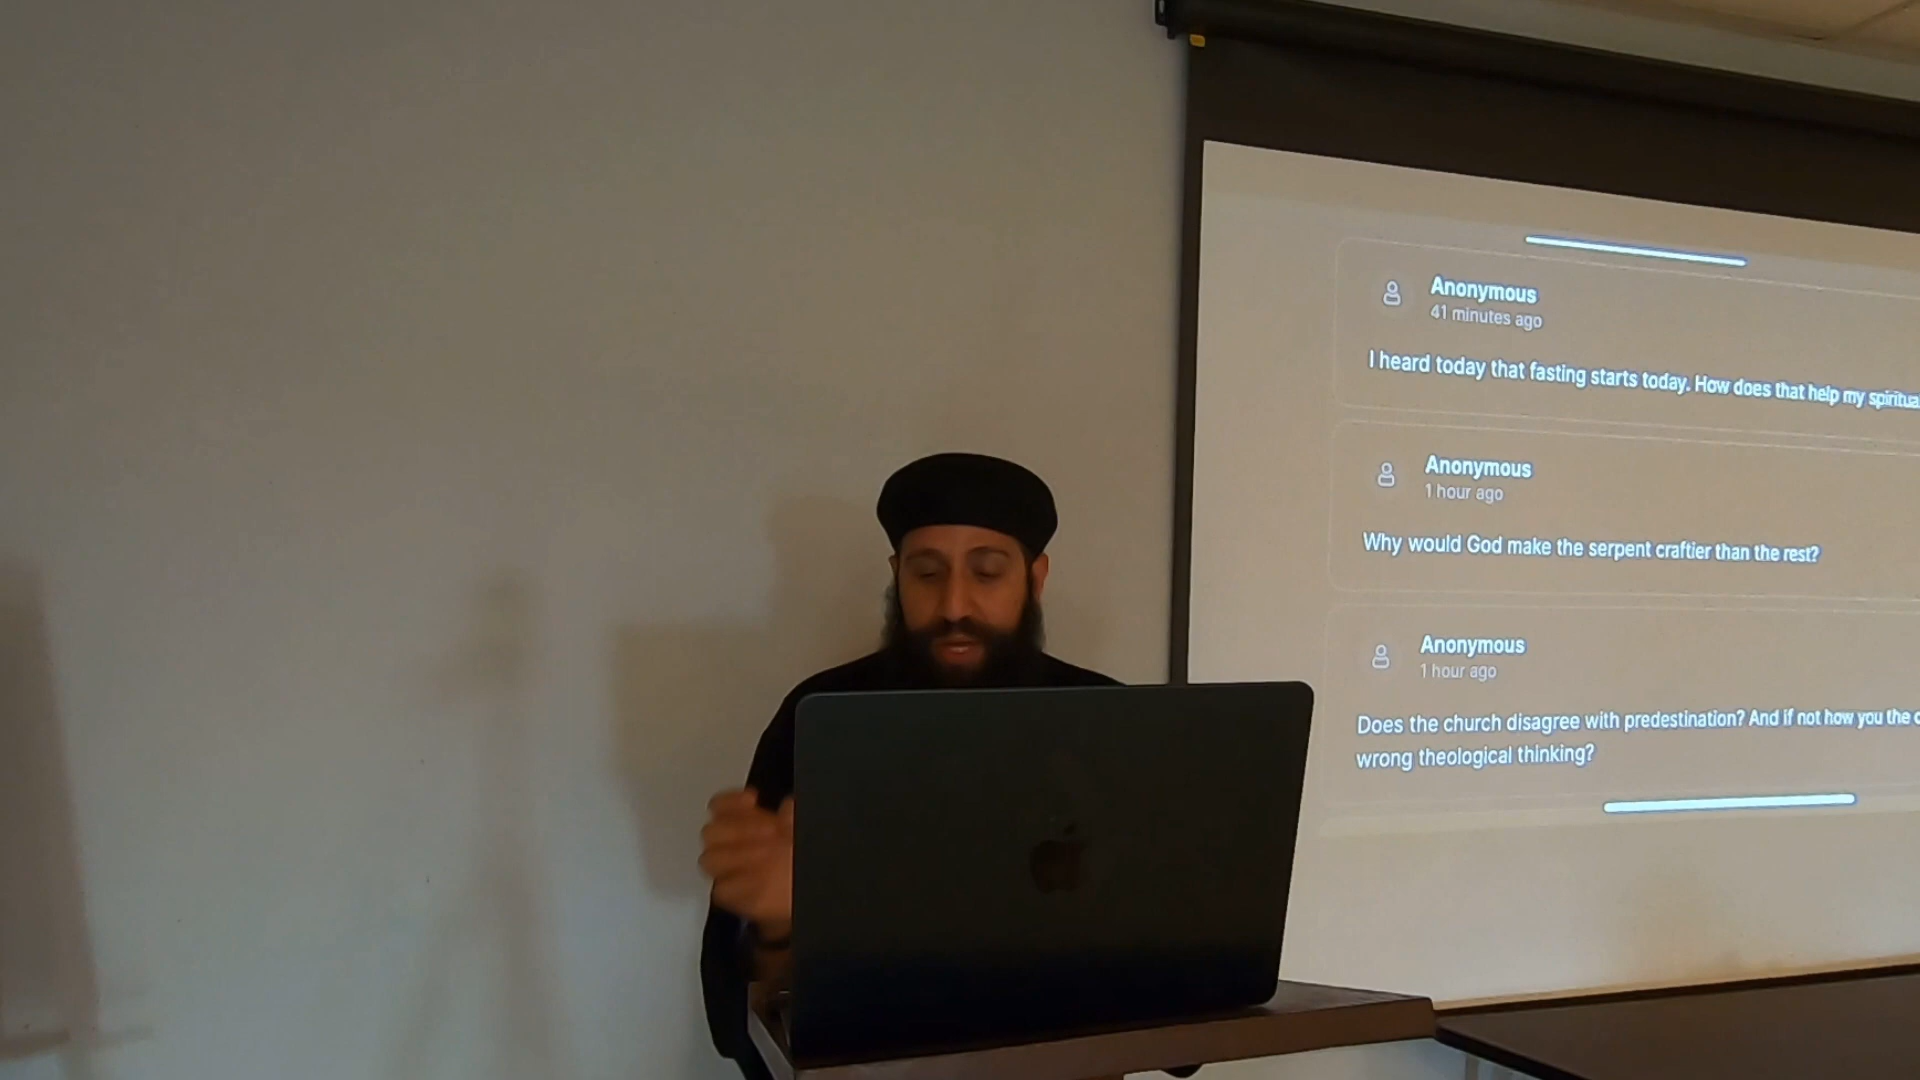 Anonymous
41 minutes ago
I heard today that fasting starts today. How does that help my
Anonymous
1 hour ago
Why would God make the serpent craftier than the rest?
Anonymous
1 hour ago
Does the church disagree with predestination? And if not how you the
wrong theological thinking?